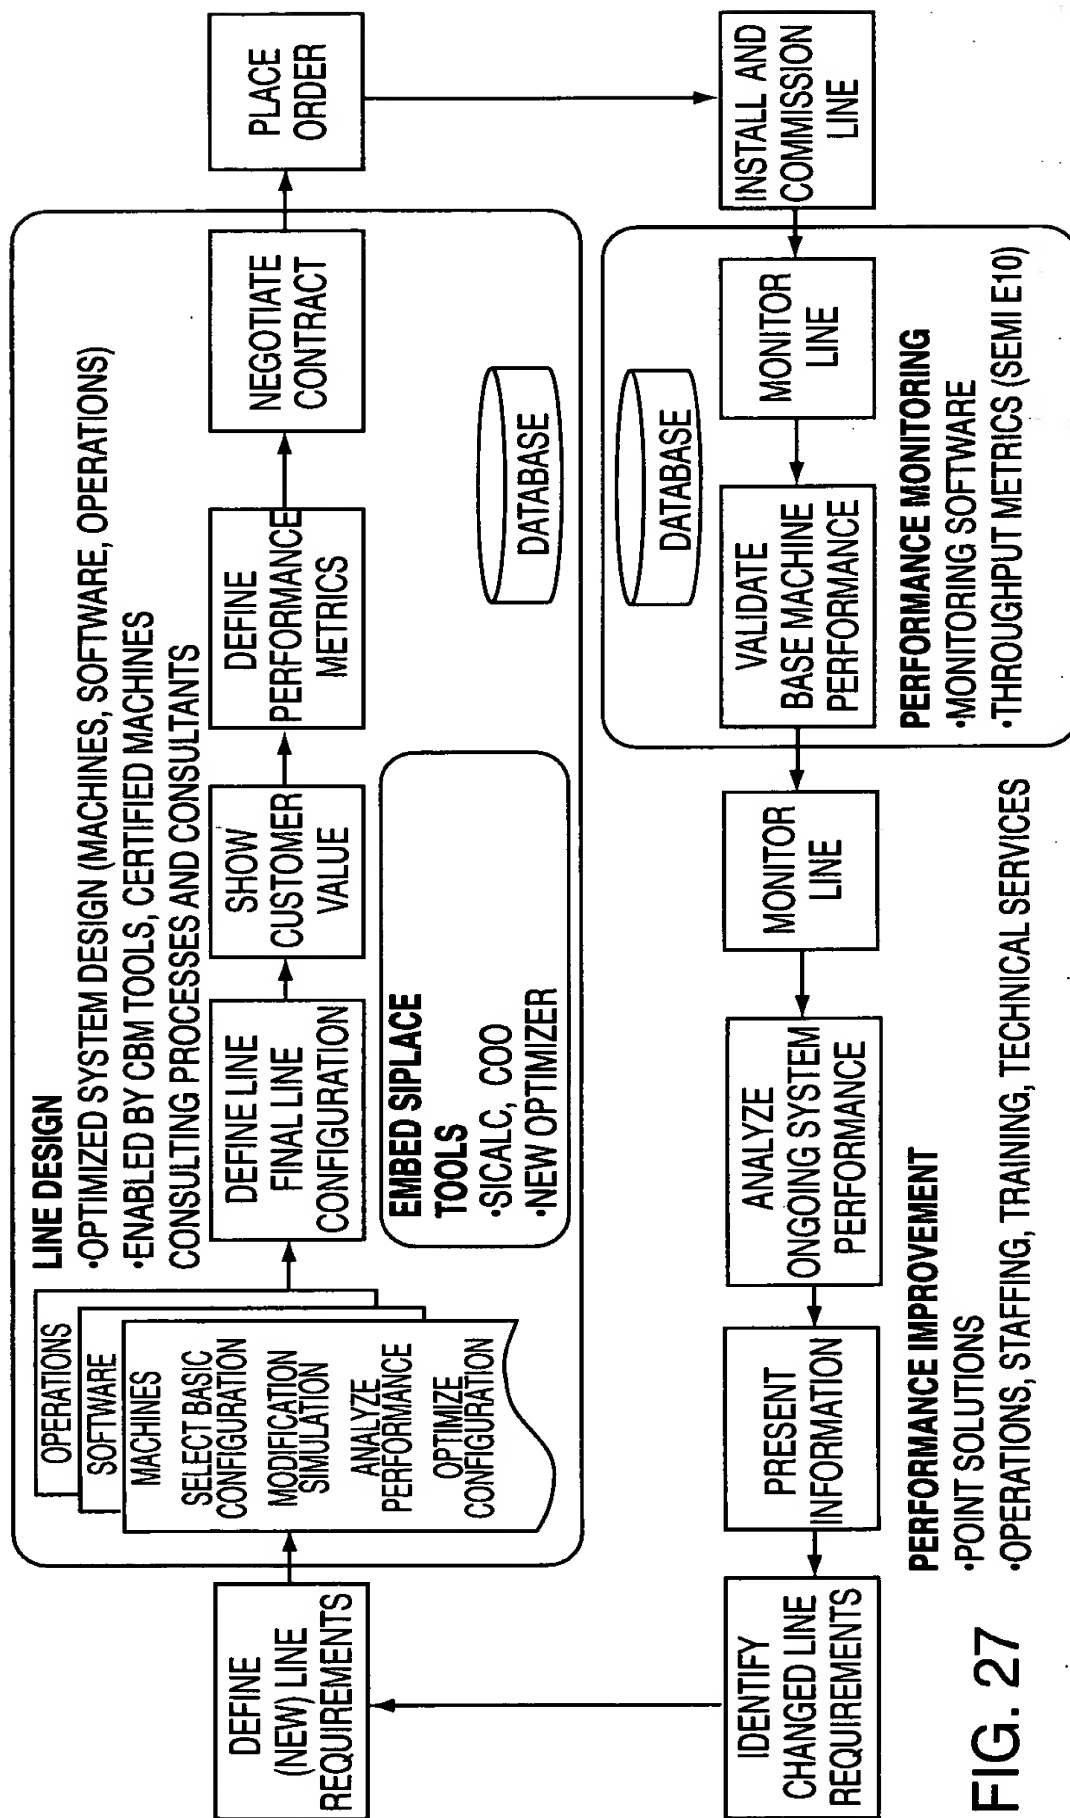 LINE DESIGN
•OPTIMIZED SYSTEM DESIGN (MACHINES, SOFTWARE, OPERATIONS)
•ENABLED BY CBM TOOLS, CERTIFIED MACHINES
CONSULTING PROCESSES AND CONSULTANTS
DEFINE
(NEW) LINE
REQUIREMENTS
OPERATIONS
SOFTWARE
MACHINES
SELECT BASIC
CONFIGURATION
MODIFICATION
SIMULATION
ANALYZE
PERFORMANCE
OPTIMIZE
CONFIGURATION
DEFINE LINE
FINAL LINE
CONFIGURATION
SHOW
CUSTOMER
VALUE
DEFINE
PERFORMANCE
METRICS
NEGOTIATE
CONTRACT
PLACE
ORDER
EMBED SIPLACE
TOOLS
•SICALC, COO
•NEW OPTIMIZER
DATABASE
INSTALL AND
COMMISSION
LINE
DATABASE
MONITOR
LINE
VALIDATE
BASE MACHINE
PERFORMANCE
PERFORMANCE MONITORING
•MONITORING SOFTWARE
•THROUGHPUT METRICS (SEMI E10)
MONITOR
LINE
ANALYZE
ONGOING SYSTEM
PERFORMANCE
PRESENT
INFORMATION
IDENTIFY
CHANGED LINE
REQUIREMENTS
PERFORMANCE IMPROVEMENT
•POINT SOLUTIONS
•OPERATIONS, STAFFING, TRAINING, TECHNICAL SERVICES
FIG. 27